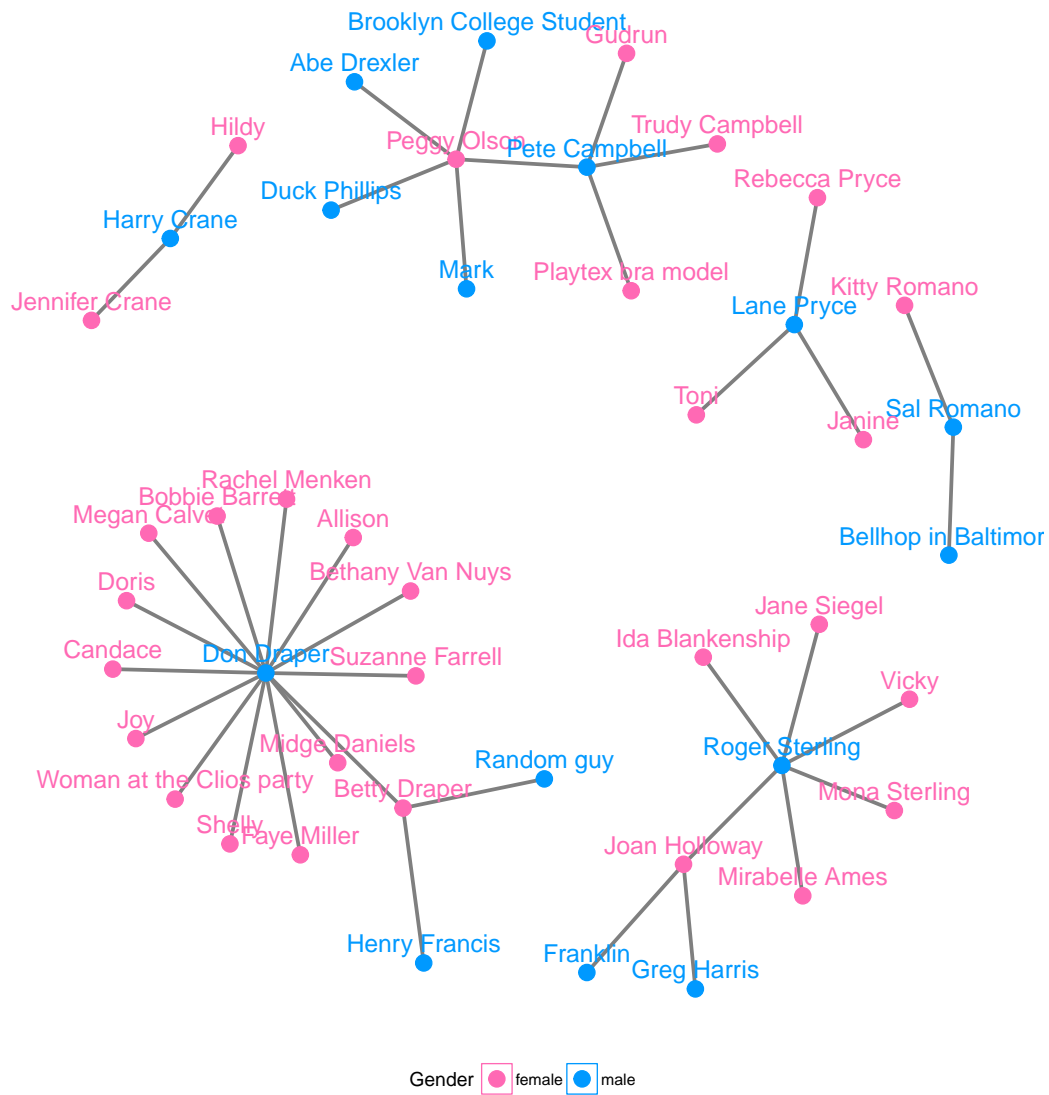 Brooklyn College Student
Gudrun
Abe Drexler
Hildy
Trudy Campbell
Peggy Olson
Pete Campbell
Rebecca Pryce
Duck Phillips
Harry Crane
Mark
Playtex bra model
Kitty Romano
Jennifer Crane
Lane Pryce
Toni
Janine
Sal Romano
Rachel Menken
Bobbie Barrett
Megan Calvet
Allison
Bellhop in Baltimor
Doris
Bethany Van Nuys
Jane Siegel
Ida Blankenship
Candace
Don Draper
Suzanne Farrell
Vicky
Joy
Midge Daniels
Random guy
Roger Sterling
Woman at the Clios party
Betty Draper
Mona Sterling
Shelly
Faye Miller
Joan Holloway
Mirabelle Ames
Henry Francis
Franklin
Greg Harris
Gender female male